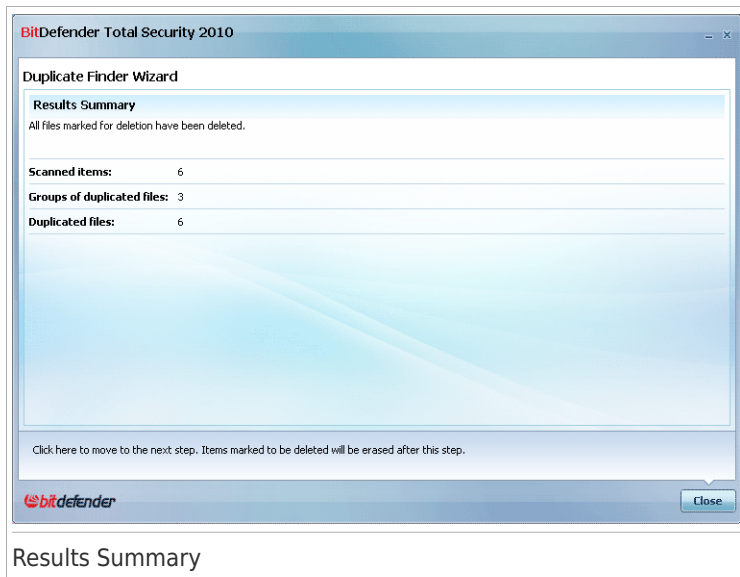 BitDefender Total Security 2010
Duplicate Finder Wizard
Results Summary
All files marked for deletion have been deleted.
Scanned items: 6
Groups of duplicated files: 3
Duplicated files: 6
Click here to move to the next step. Items marked to be deleted will be erased after this step.
bitdefender
Close
Results Summary